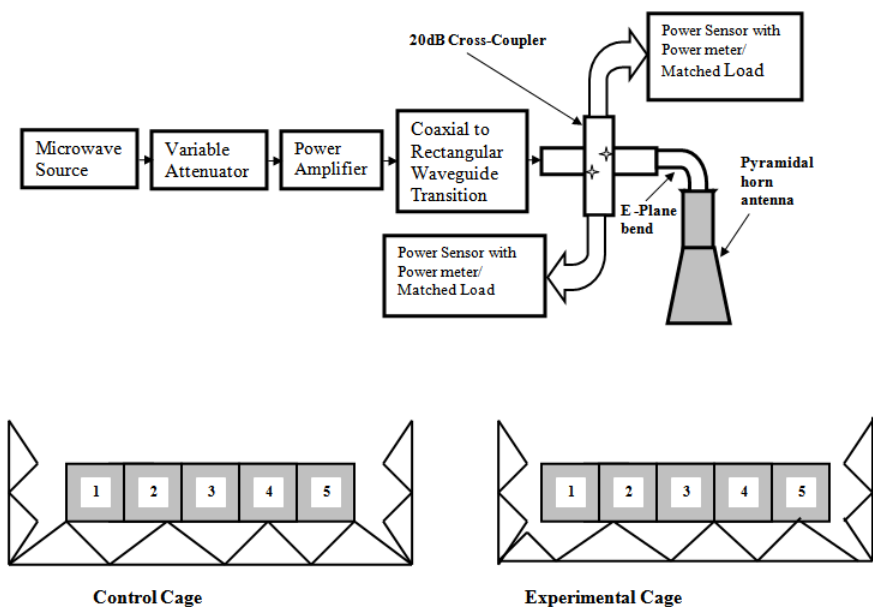 20dB Cross-Coupler
Power Sensor with
Power meter/
Matched Load
Microwave
Source
Variable
Attenuator
Power
Amplifier
Coaxial to
Rectangular
Waveguide
Transition
Pyramidal
horn
antenna
E -Plane
bend
Power Sensor with
Power meter/
Matched Load
1 2 3 4 5
1 2 3 4 5
Control Cage
Experimental Cage